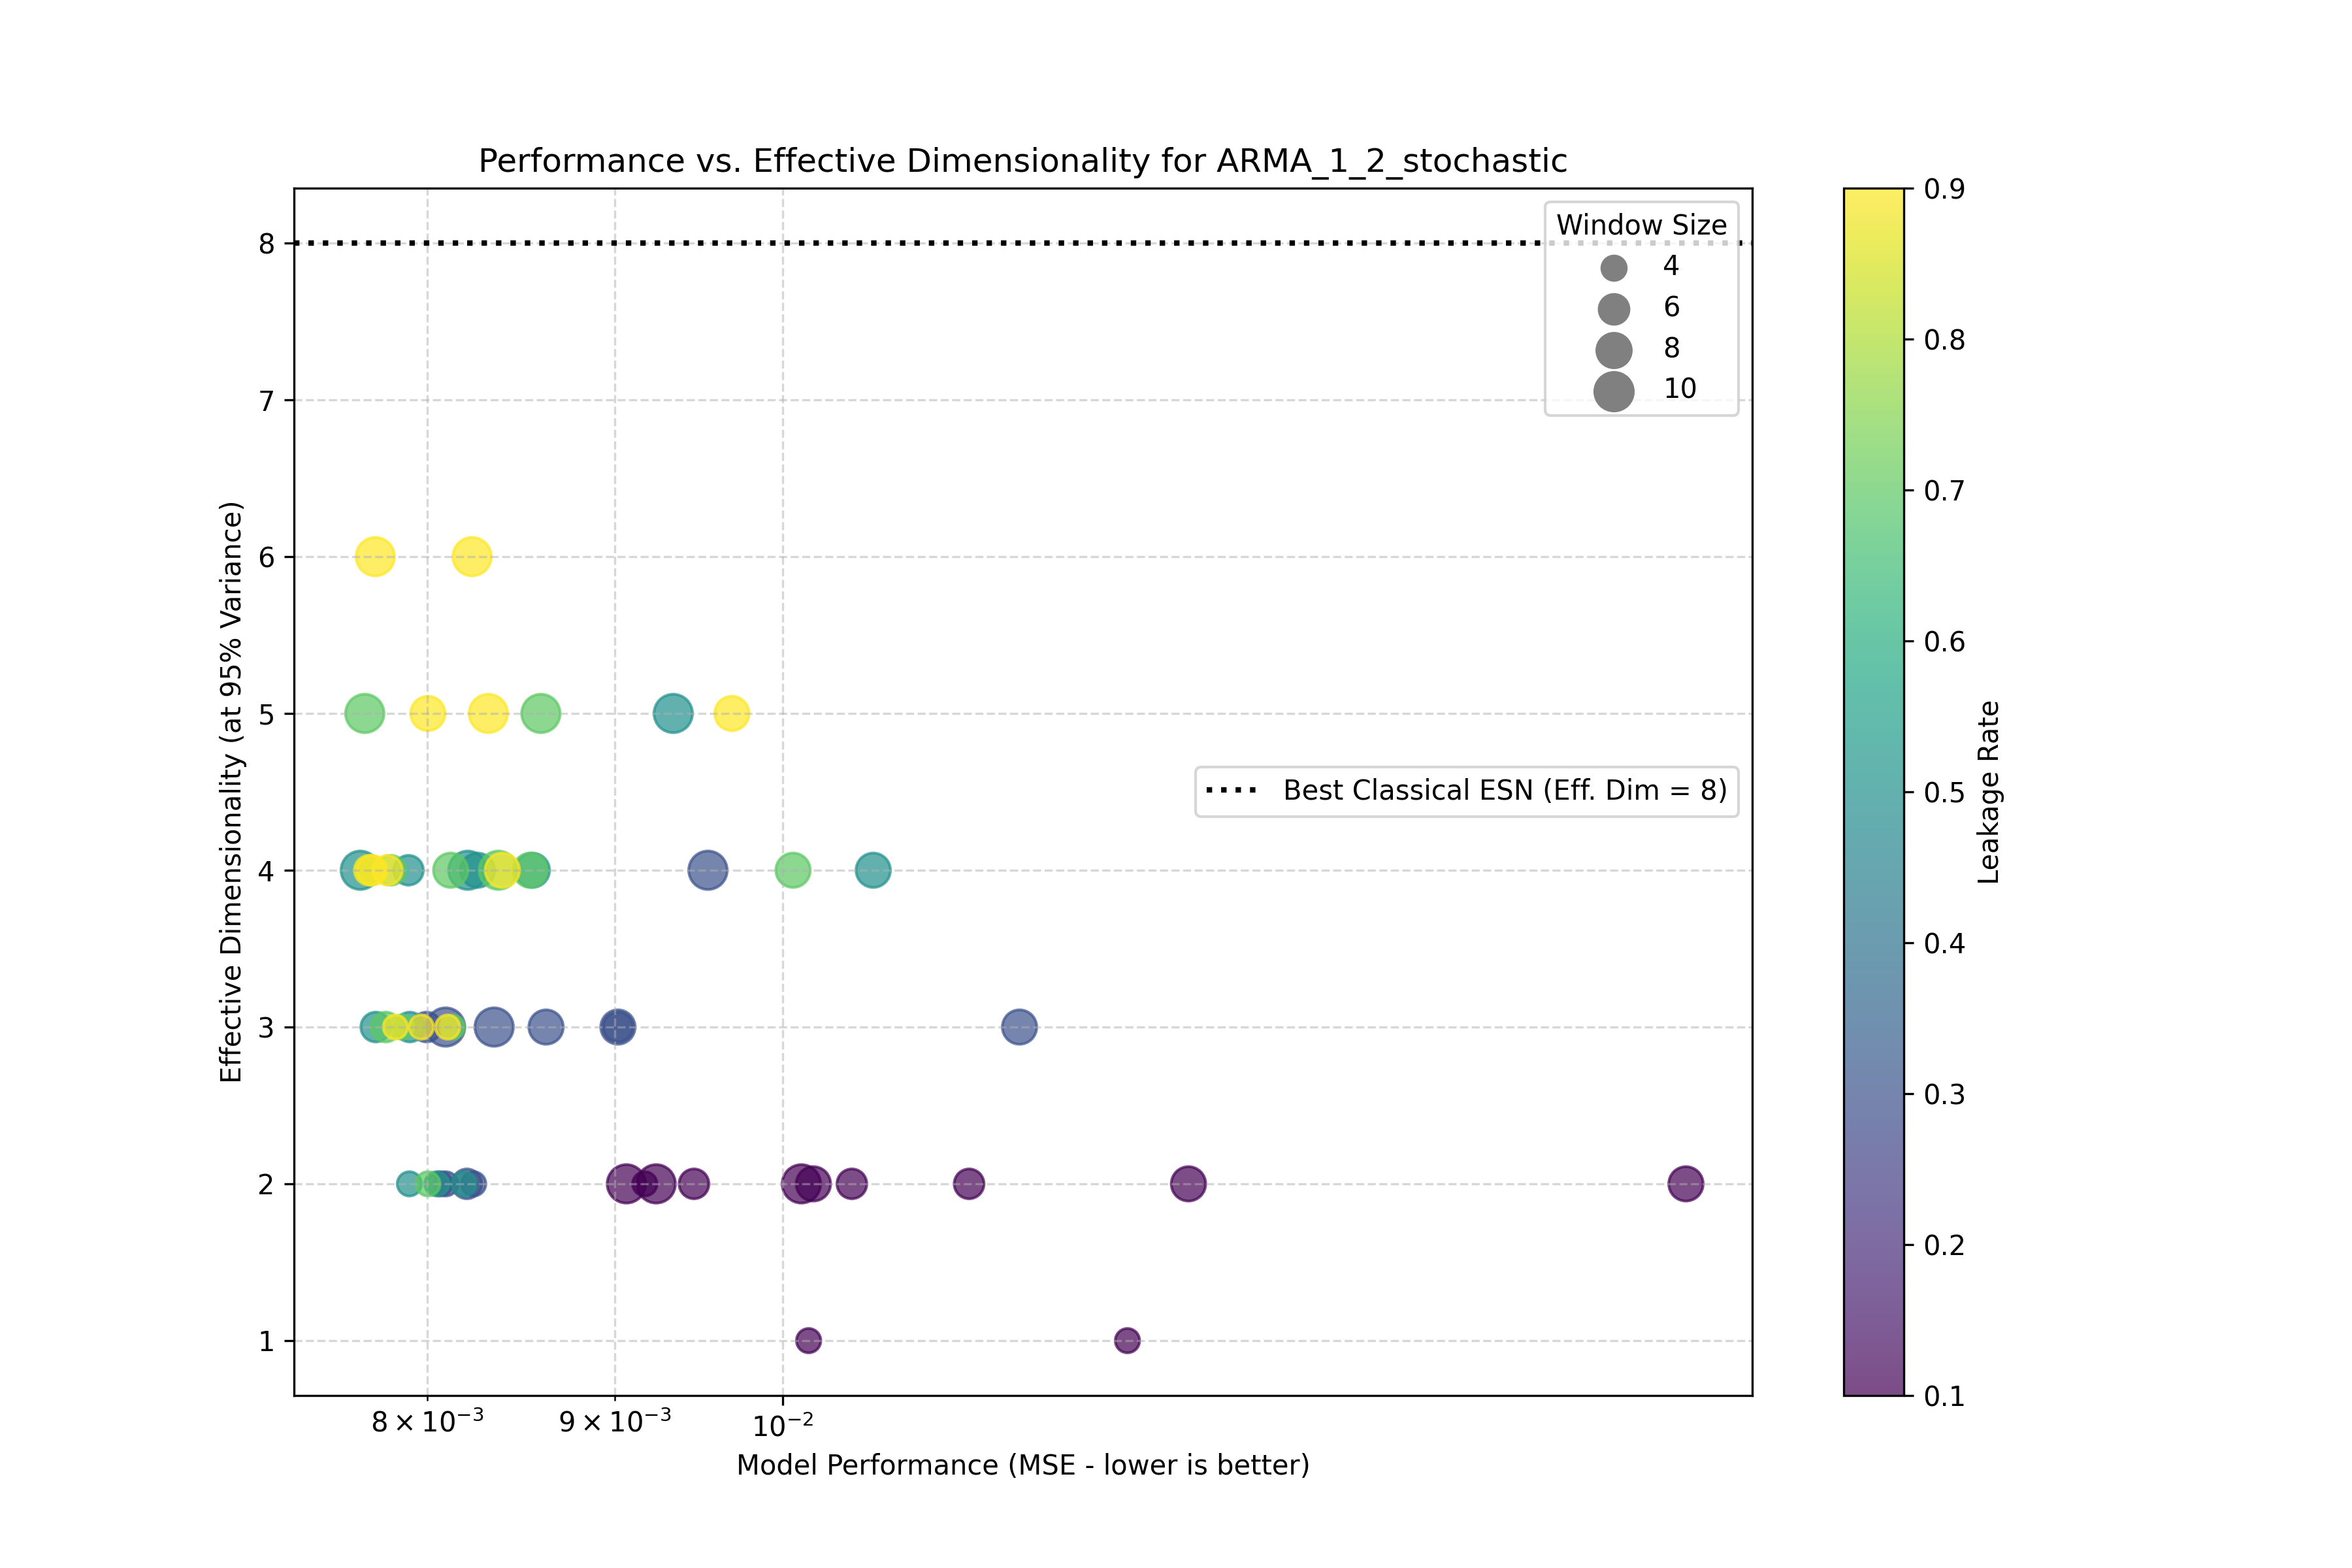 Performance vs. Effective Dimensionality for ARMA_1_2_stochastic
Effective Dimensionality (at 95% Variance)
8
7
6
5
4
3
2
1
Window Size
4
6
8
10
Best Classical ESN (Eff. Dim = 8)
8 × 10⁻³
9 × 10⁻³
10⁻²
Model Performance (MSE - lower is better)
0.9
0.8
0.7
0.6
0.5
0.4
0.3
0.2
0.1
Leakage Rate